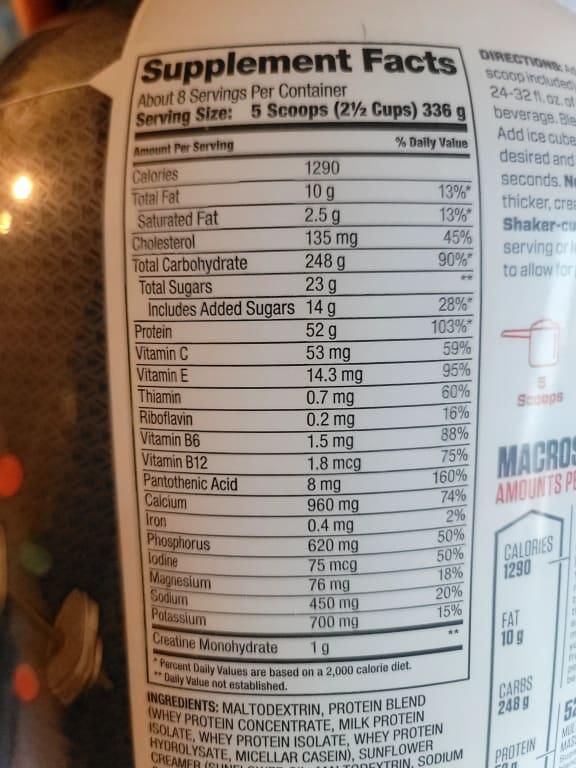 Supplement Facts
About 8 Servings Per Container
Serving Size: 5 Scoops (2½ Cups) 336 g
Amount Per Serving % Daily Value
Calories 1290
Total Fat 10 g 13%*
Saturated Fat 2.5 g 13%*
Cholesterol 135 mg 45%
Total Carbohydrate 248 g 90%*
Total Sugars 23 g **
Includes Added Sugars 14 g 28%*
Protein 52 g 103%*
Vitamin C 53 mg 59%
Vitamin E 14.3 mg 95%
Thiamin 0.7 mg 60%
Riboflavin 0.2 mg 16%
Vitamin B6 1.5 mg 88%
Vitamin B12 1.8 mcg 75%
Pantothenic Acid 8 mg 160%
Calcium 960 mg 74%
Iron 0.4 mg 2%
Phosphorus 620 mg 50%
Iodine 75 mcg 50%
Magnesium 76 mg 18%
Sodium 450 mg 20%
Potassium 700 mg 15%
Creatine Monohydrate 1 g **
* Percent Daily Values are based on a 2,000 calorie diet.
** Daily Value not established.
INGREDIENTS: MALTODEXTRIN, PROTEIN BLEND
(WHEY PROTEIN CONCENTRATE, MILK PROTEIN
ISOLATE, WHEY PROTEIN ISOLATE, WHEY PROTEIN
HYDROLYSATE, MICELLAR CASEIN), SUNFLOWER
CREAMER SODIUM
DIRECTIONS:
scoop included
24-32 fl. oz. of
beverage.
Add ice cube
desired and
seconds.
thicker,
Shaker-cu
serving or
to allow for
5
Scoops
MACROS
AMOUNTS
CALORIES
1290
FAT
10 g
CARBS
248 g
PROTEIN